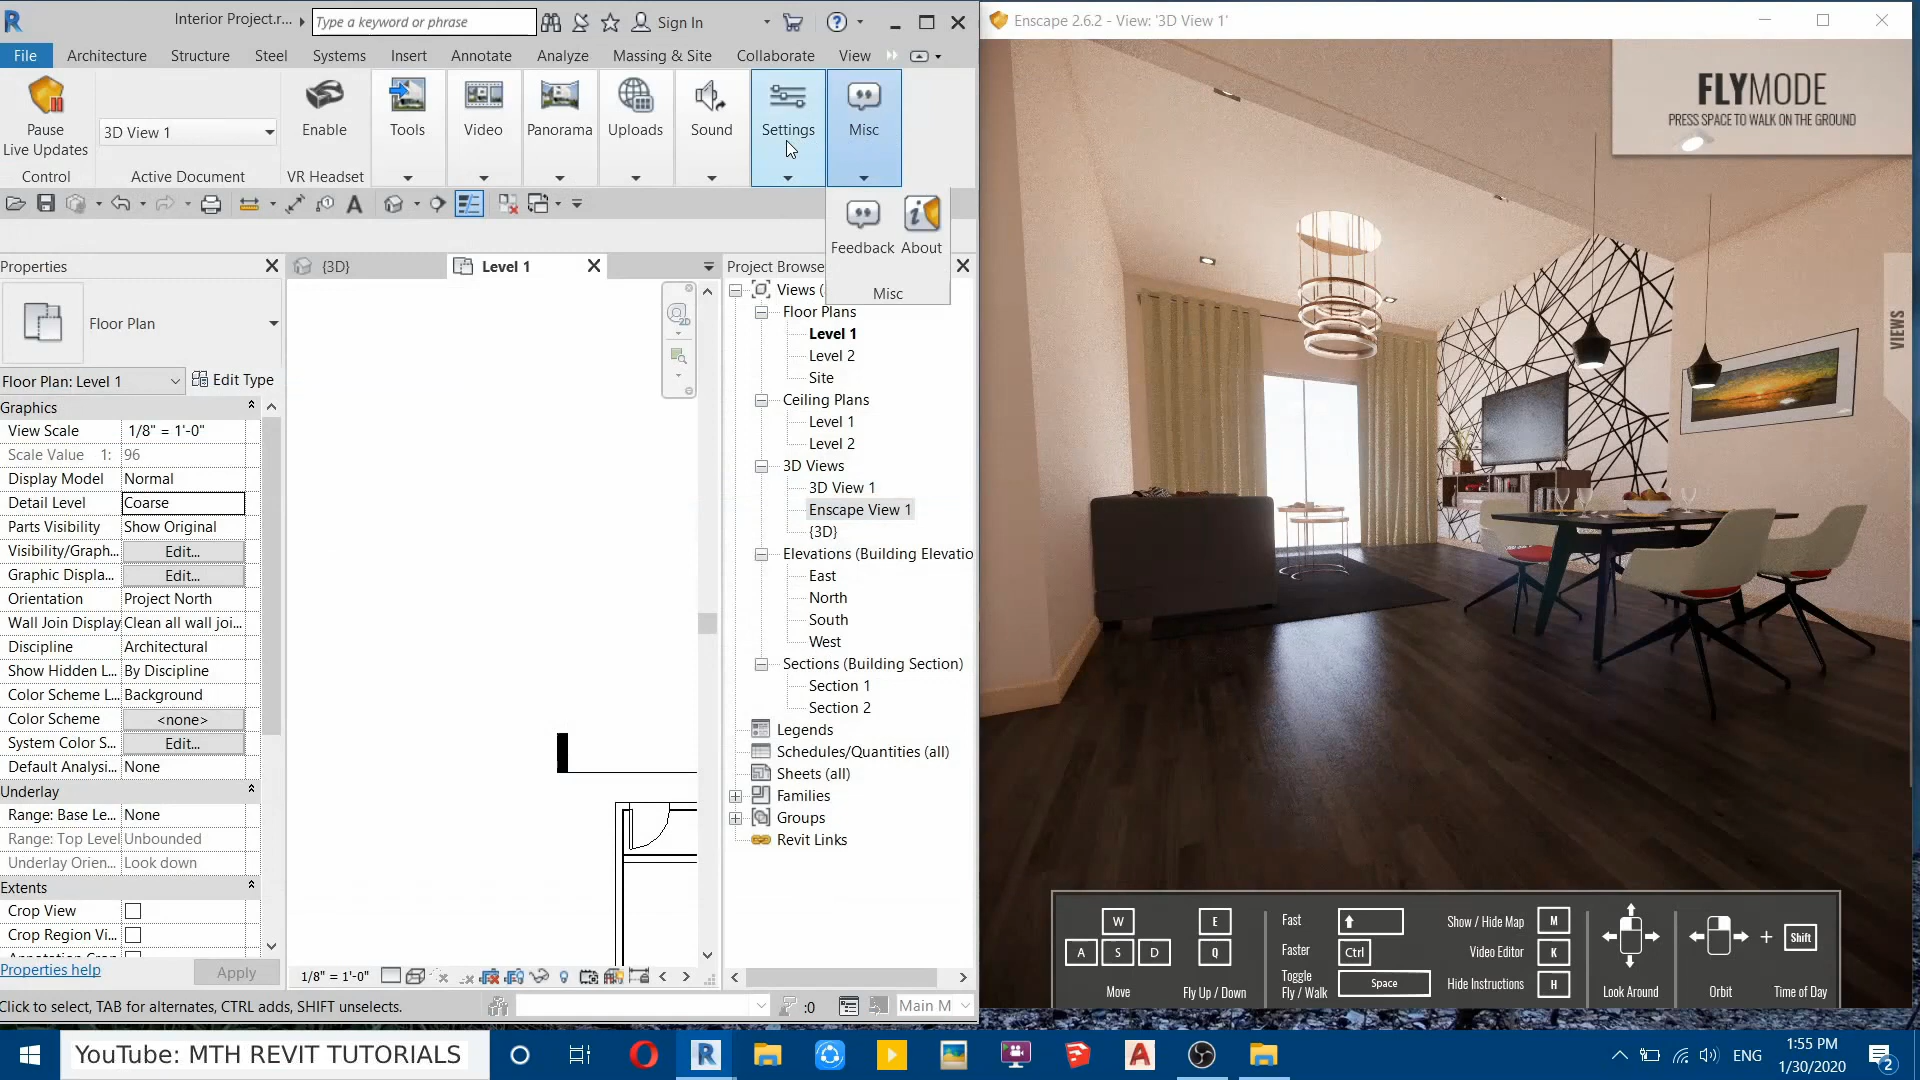 Interior Project.r...
Type a keyword or phrase
Sign In
File
Architecture
Structure
Steel
Systems
Insert
Annotate
Analyze
Massing & Site
Collaborate
View
Pause
Live Updates
Control
3D View 1
Active Document
Enable
VR Headset
Tools
Video
Panorama
Uploads
Sound
Settings
Misc
Feedback
About
Misc
Properties
{3D}
Level 1
Project Browse
Floor Plan
Floor Plan: Level 1
Edit Type
Graphics
View Scale 1/8" = 1'-0"
Scale Value 1: 96
Display Model Normal
Detail Level Coarse
Parts Visibility Show Original
Visibility/Graph... Edit...
Graphic Displa... Edit...
Orientation Project North
Wall Join Display Clean all wall joi...
Discipline Architectural
Show Hidden L... By Discipline
Color Scheme L... Background
Color Scheme <none>
System Color S... Edit...
Default Analysi... None
Underlay
Range: Base Le... None
Range: Top Level Unbounded
Underlay Orien... Look down
Extents
Crop View
Crop Region Vi...
Properties help
Apply
2D
1/8" = 1'-0"
Views (
Floor Plans
Level 1
Level 2
Site
Ceiling Plans
Level 1
Level 2
3D Views
3D View 1
Enscape View 1
{3D}
Elevations (Building Elevatio
East
North
South
West
Sections (Building Section)
Section 1
Section 2
Legends
Schedules/Quantities (all)
Sheets (all)
Families
Groups
Revit Links
Click to select, TAB for alternates, CTRL adds, SHIFT unselects.
:0
Main M
Enscape 2.6.2 - View: '3D View 1'
FLYMODE
PRESS SPACE TO WALK ON THE GROUND
VIEWS
W
A S D
Move
E
Q
Fly Up / Down
Fast
Faster Ctrl
Toggle
Fly / Walk Space
Show / Hide Map M
Video Editor K
Hide Instructions H
Look Around
Orbit
+ Shift
Time of Day
YouTube: MTH REVIT TUTORIALS
ENG
1:55 PM
1/30/2020
2